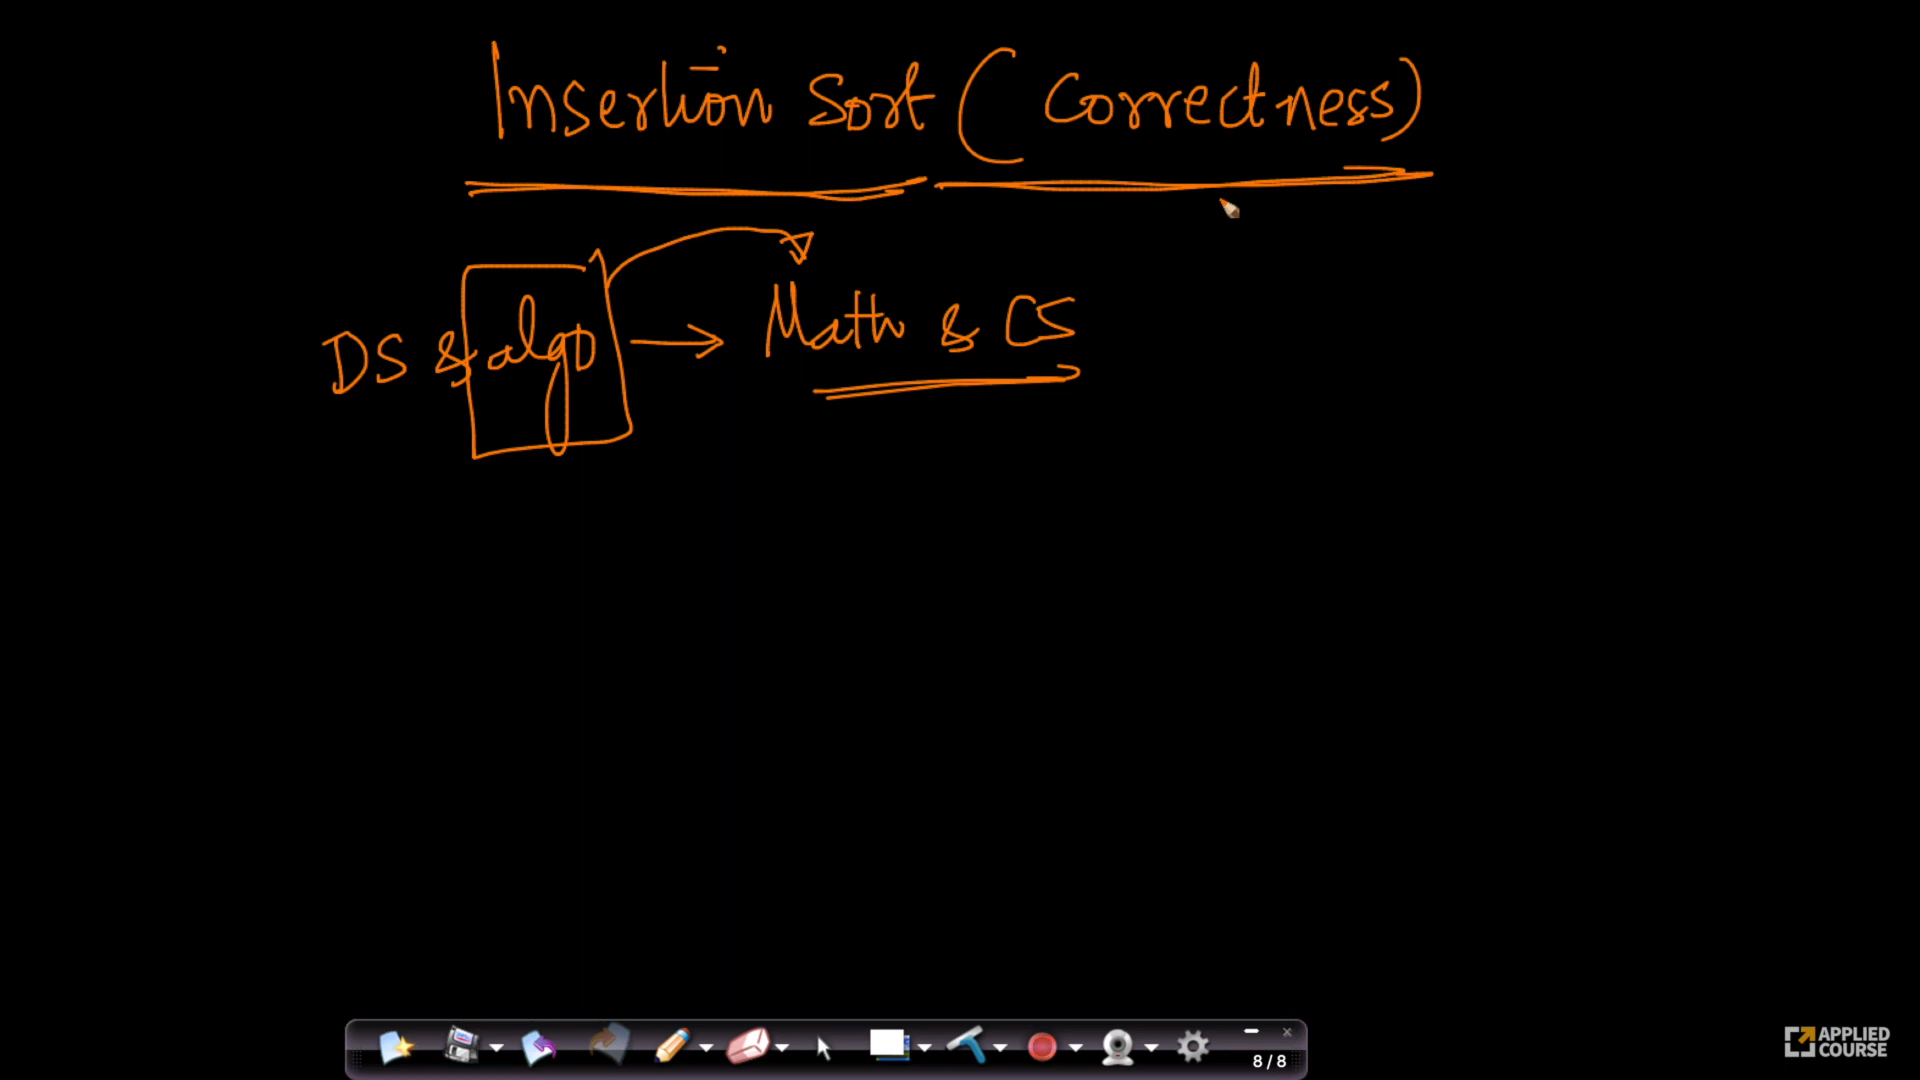 Insertion Sort (Correctness)
DS & algo → Math & CS
8/8
APPLIED
COURSE